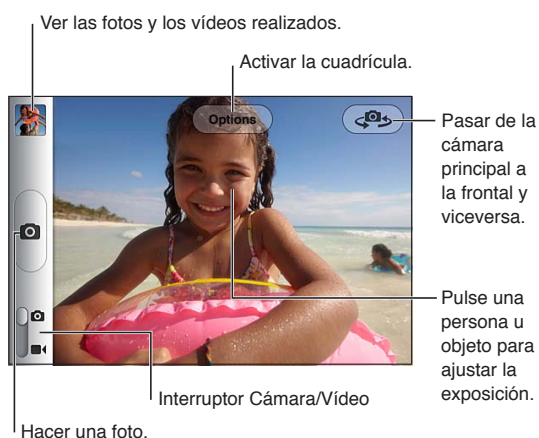 Ver las fotos y los vídeos realizados.
Activar la cuadrícula.
Options
Pasar de la
cámara
principal a
la frontal y
viceversa.
Pulse una
persona u
objeto para
ajustar la
exposición.
Interruptor Cámara/Vídeo
Hacer una foto.